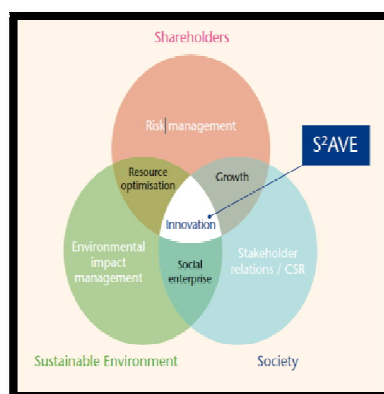 Shareholders
Risk management
S²AVE
Resource
optimisation
Growth
Innovation
Environmental
impact
management
Stakeholder
relations / CSR
Social
enterprise
Sustainable Environment
Society